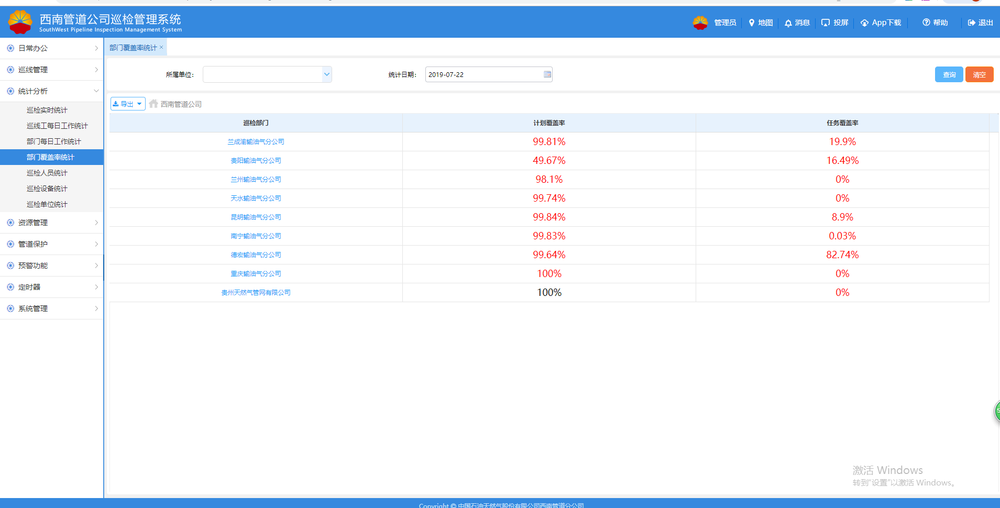 西南管道公司巡检管理系统
SouthWest Pipeline Inspection Management System
管理员 地图 消息 投屏 App下载 帮助 退出
日常办公
巡线管理
统计分析
巡检实时统计
巡线工每日工作统计
部门每日工作统计
部门覆盖率统计
巡检人员统计
巡检设备统计
巡检单位统计
资源管理
管道保护
预警功能
定时器
系统管理
部门覆盖率统计 ×
所属单位: 统计日期: 2019-07-22 查询 清空
导出 西南管道公司
巡检部门 计划覆盖率 任务覆盖率
兰成渝输油气分公司 99.81% 19.9%
贵阳输油气分公司 49.67% 16.49%
兰州输油气分公司 98.1% 0%
天水输油气分公司 99.74% 0%
昆明输油气分公司 99.84% 8.9%
南宁输油气分公司 99.83% 0.03%
德宏输油气分公司 99.64% 82.74%
重庆输油气分公司 100% 0%
贵州天然气管网有限公司 100% 0%
激活 Windows
转到“设置”以激活 Windows。
Copyright © 中国石油天然气股份有限公司西南管道分公司